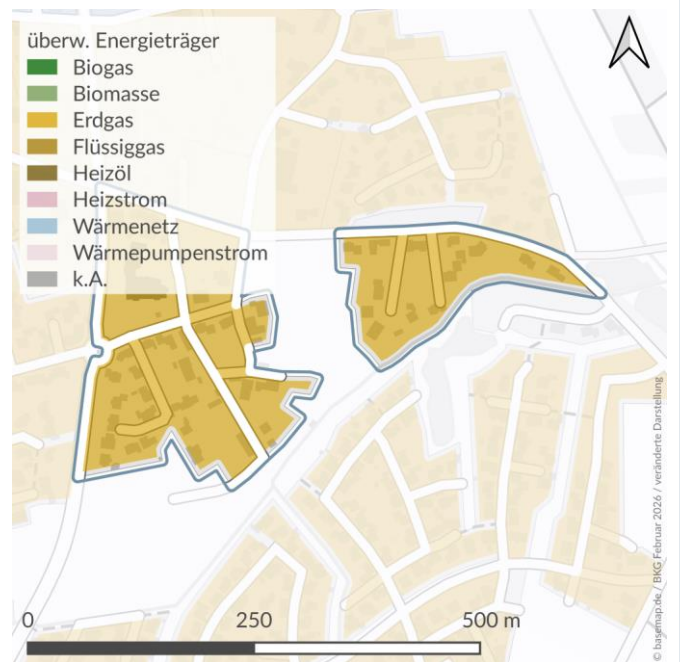 überw. Energieträger
Biogas
Biomasse
Erdgas
Flüssiggas
Heizöl
Heizstrom
Wärmenetz
Wärmepumpenstrom
k.A.
0 250 500 m
© basemap.de / BKG Februar 2026 / veränderte Darstellung